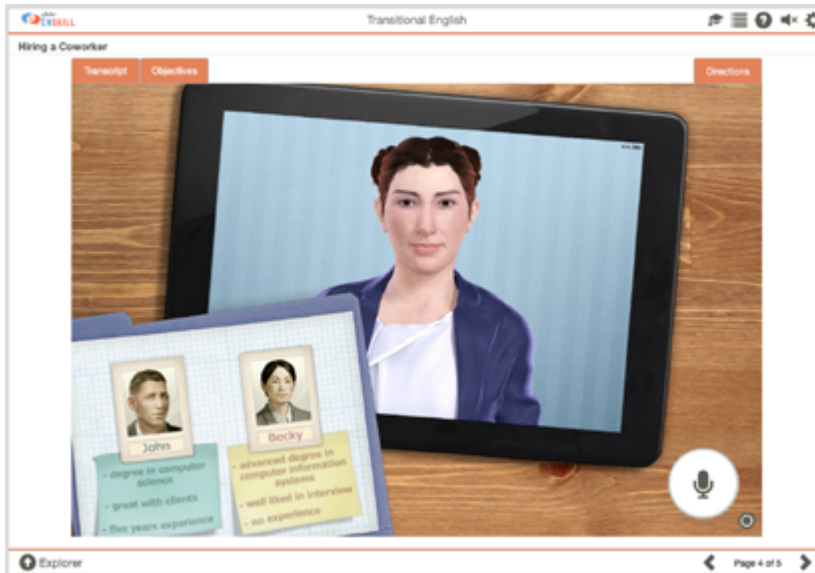 ENSKILL
Transitional English
Hiring a Coworker
Transcript
Objectives
Directions
John
- degree in computer
science
- great with clients
- five years experience
Becky
- advanced degree in
computer information
systems
- well liked in interview
- no experience
Explorer
Page 4 of 5